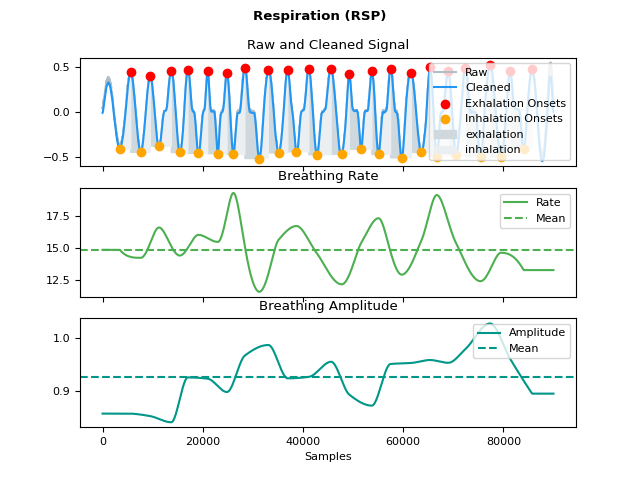 Respiration (RSP)
Raw and Cleaned Signal
0.5
0.0
−0.5
Raw
Cleaned
Exhalation Onsets
Inhalation Onsets
exhalation
inhalation
Breathing Rate
17.5
15.0
12.5
Rate
Mean
Breathing Amplitude
1.0
0.9
Amplitude
Mean
0 20000 40000 60000 80000
Samples